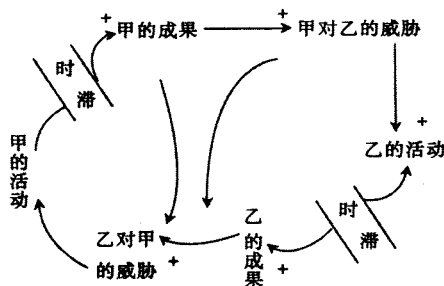 + 甲的成果 + 甲对乙的威胁
时
滞
+
乙的活动
甲的活动
时
滞
乙对甲
的威胁 +
乙的成果
+